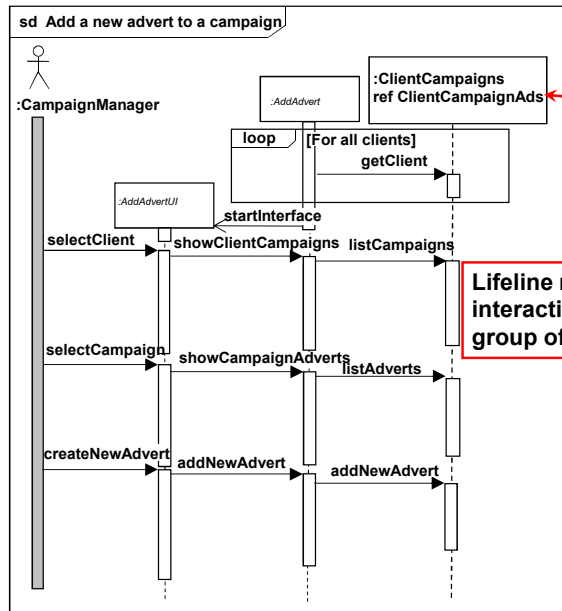 sd Add a new advert to a campaign
:CampaignManager
:AddAdvert
:ClientCampaigns
ref ClientCampaignAds
loop
[For all clients]
getClient
:AddAdvertUI
startInterface
selectClient
showClientCampaigns
listCampaigns
Lifeline
interacti
group of
selectCampaign
showCampaignAdverts
listAdverts
createNewAdvert
addNewAdvert
addNewAdvert